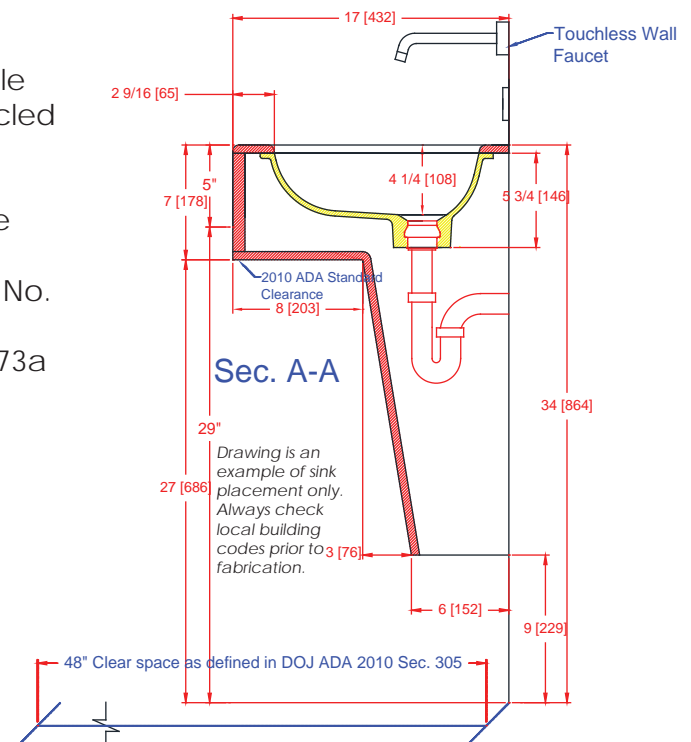 17 [432]
Touchless Wall
Faucet
le
cled
2 9/16 [65]
4 1/4 [108]
5"
7 [178]
5 3/4 [146]
e
2010 ADA Standard
Clearance
No.
8 [203]
73a
Sec. A-A
34 [864]
29"
Drawing is an
example of sink
placement only.
Always check
local building
codes prior to
fabrication.
27 [686]
3 [76]
6 [152]
9 [229]
48" Clear space as defined in DOJ ADA 2010 Sec. 305